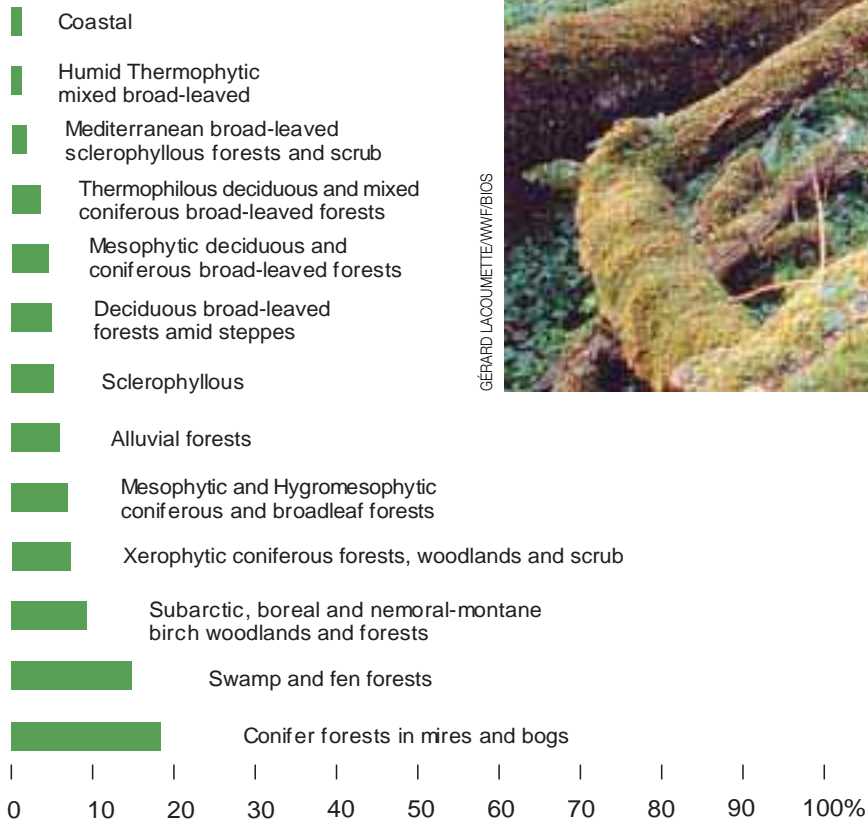 Coastal
Humid Thermophytic
mixed broad-leaved
Mediterranean broad-leaved
sclerophyllous forests and scrub
Thermophilous deciduous and mixed
coniferous broad-leaved forests
Mesophytic deciduous and
coniferous broad-leaved forests
Deciduous broad-leaved
forests amid steppes
Sclerophyllous
Alluvial forests
Mesophytic and Hygromesophytic
coniferous and broadleaf forests
Xerophytic coniferous forests, woodlands and scrub
Subarctic, boreal and nemoral-montane
birch woodlands and forests
Swamp and fen forests
Conifer forests in mires and bogs
0 10 20 30 40 50 60 70 80 90 100%
GÉRARD LACOUMETTE/WWF/BIOS